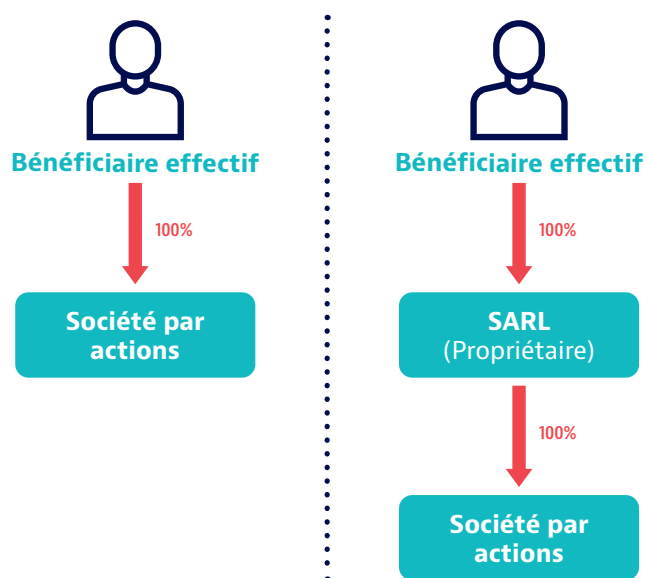 Bénéficiaire effectif
100%
Société par
actions
Bénéficiaire effectif
100%
SARL
(Propriétaire)
100%
Société par
actions